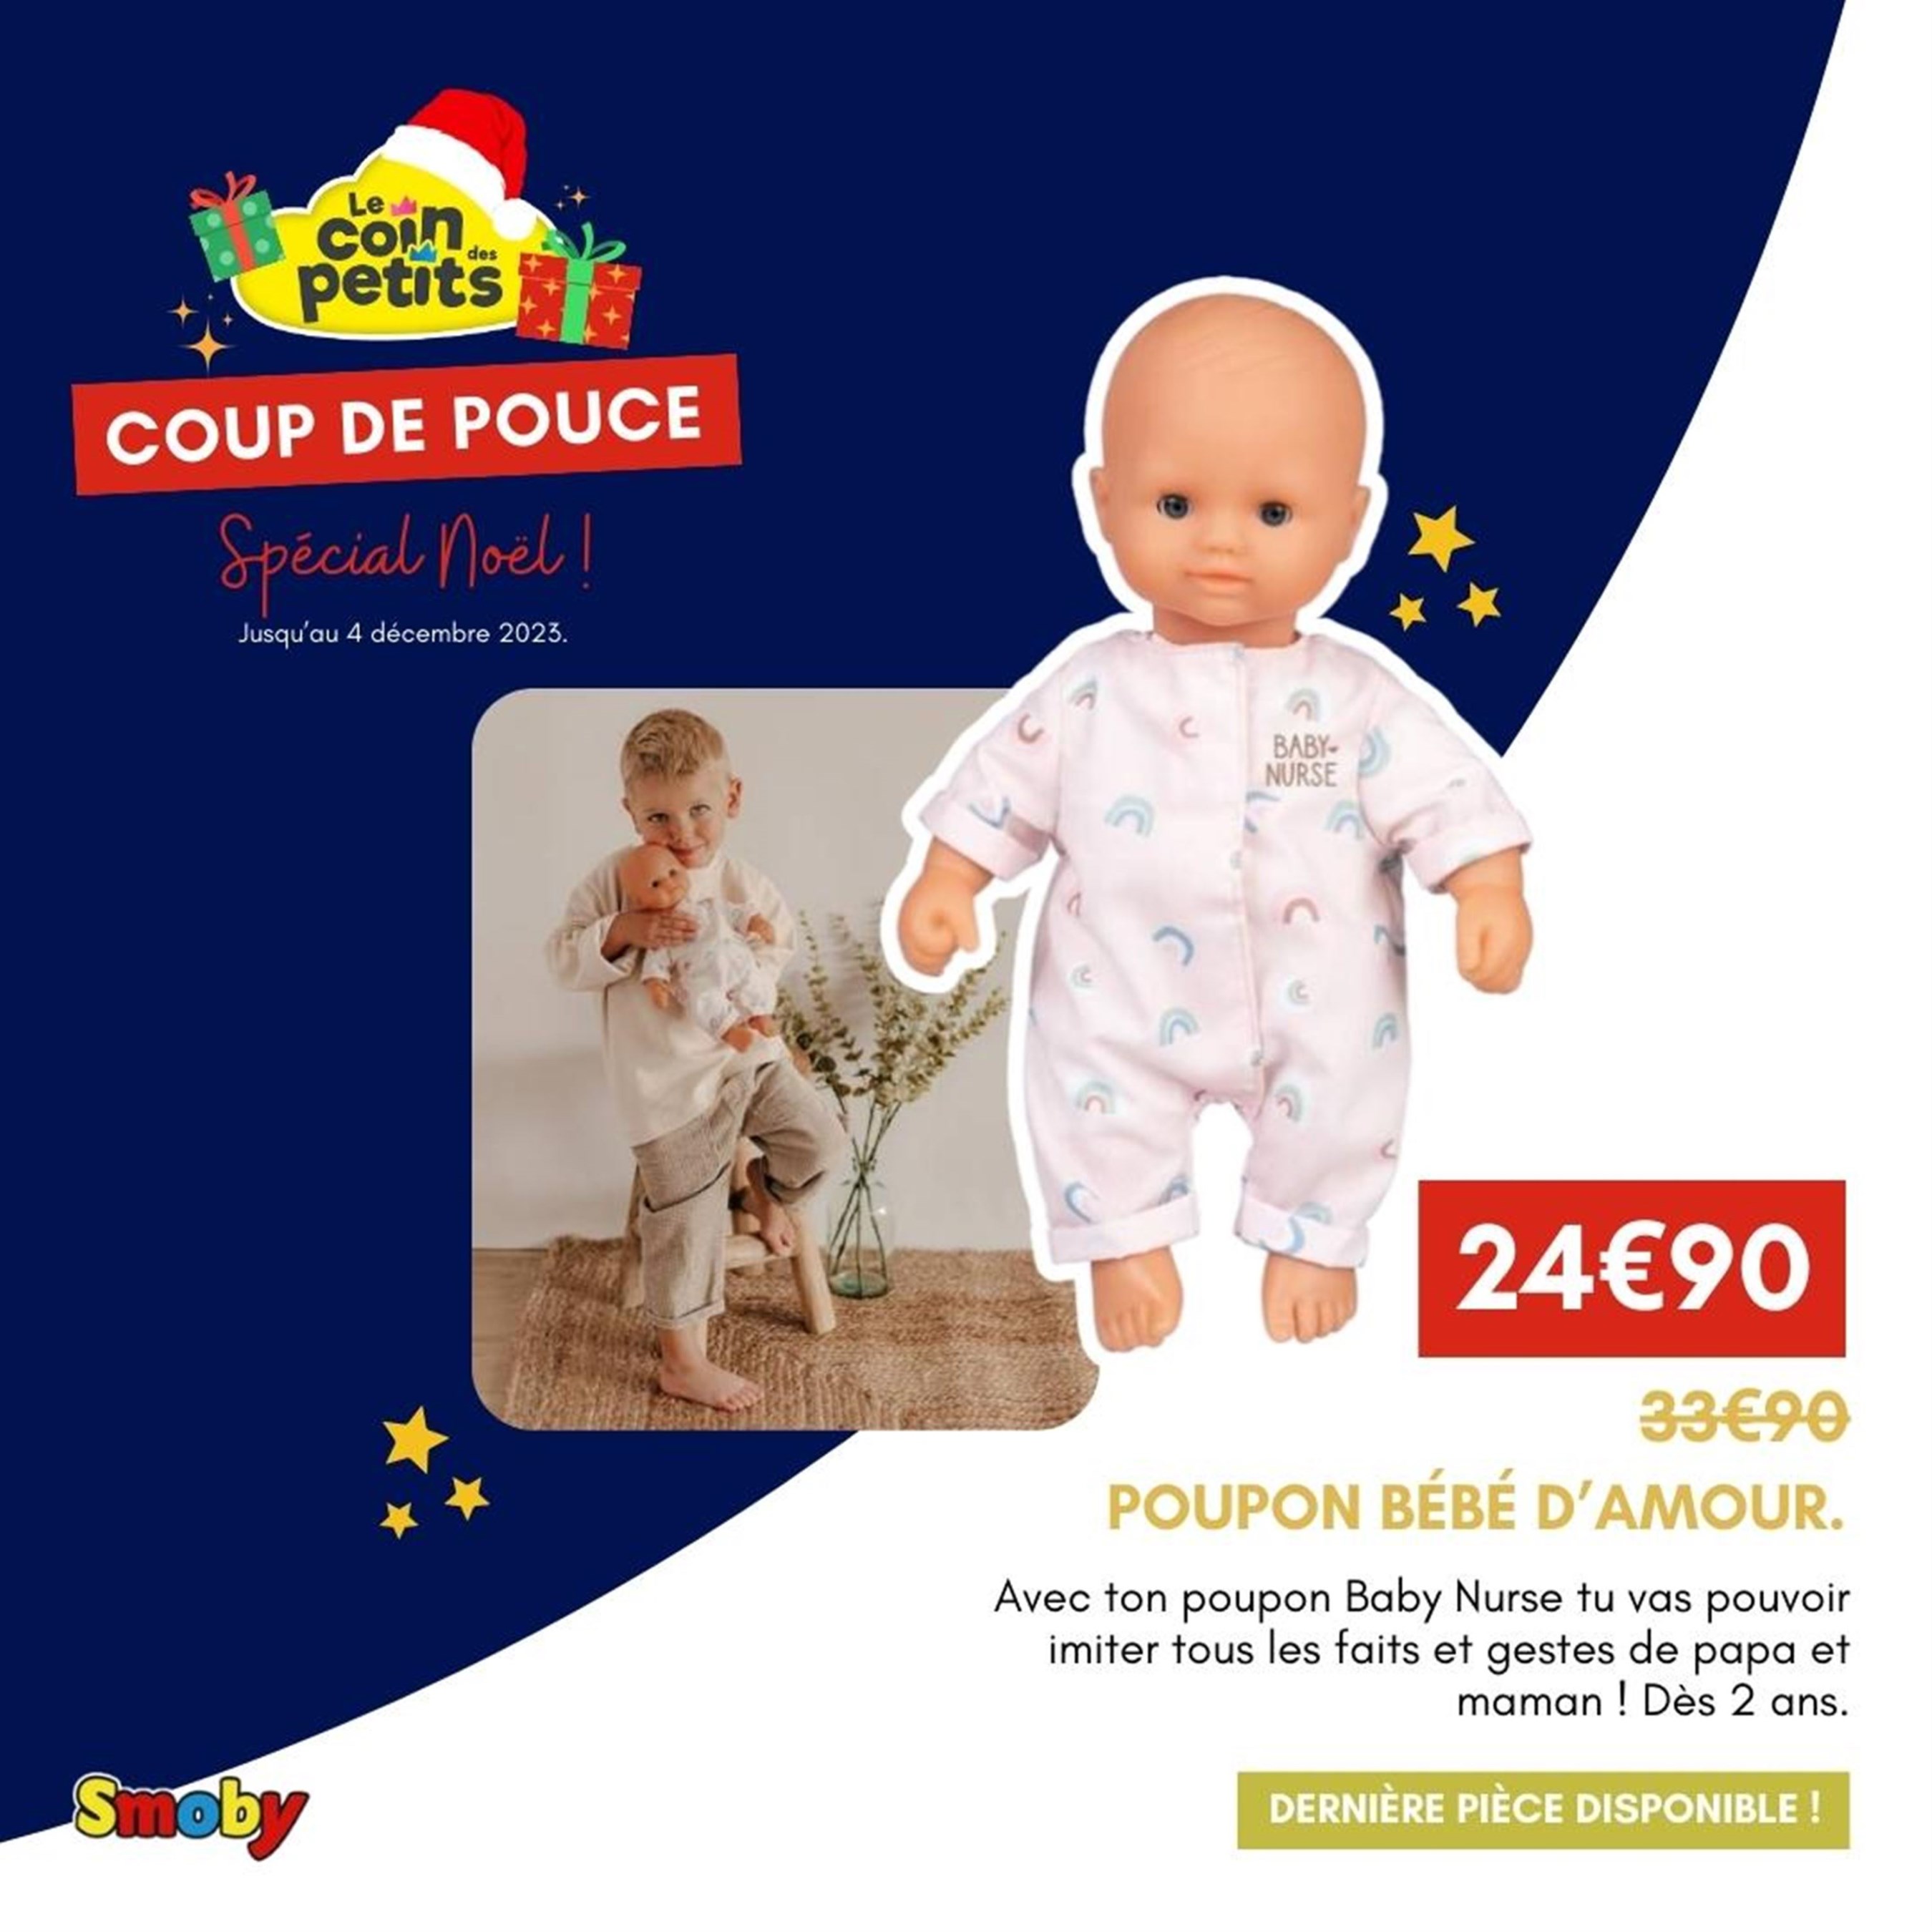 Le
coin
des
petits
COUP DE POUCE
Spécial Noël !
Jusqu'au 4 décembre 2023.
BABY
NURSE
24€90
33€90
POUPON BÉBÉ D'AMOUR.
Avec ton poupon Baby Nurse tu vas pouvoir
imiter tous les faits et gestes de papa et
maman ! Dès 2 ans.
Smoby
DERNIÈRE PIÈCE DISPONIBLE !